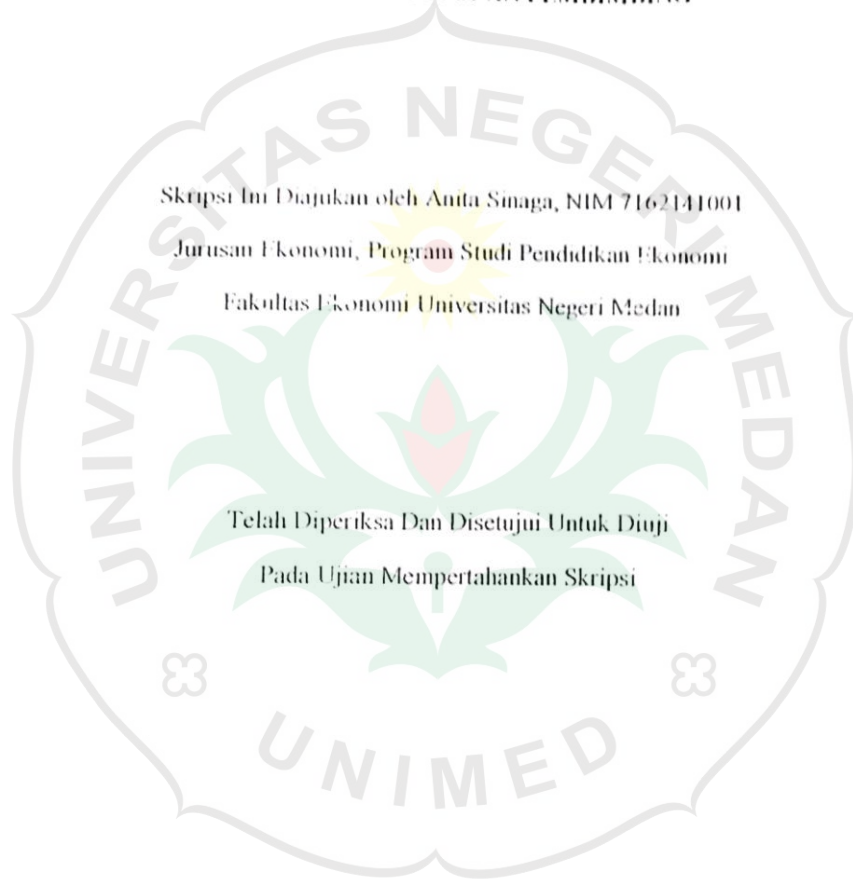 Skripsi Ini Diajukan oleh Anita Sinaga, NIM 7162141001
Jurusan Ekonomi, Program Studi Pendidikan Ekonomi
Fakultas Ekonomi Universitas Negeri Medan
Telah Diperiksa Dan Disetujui Untuk Diuji
Pada Ujian Mempertahankan Skripsi
UNIVERSITAS NEGERI MEDAN
UNIMED